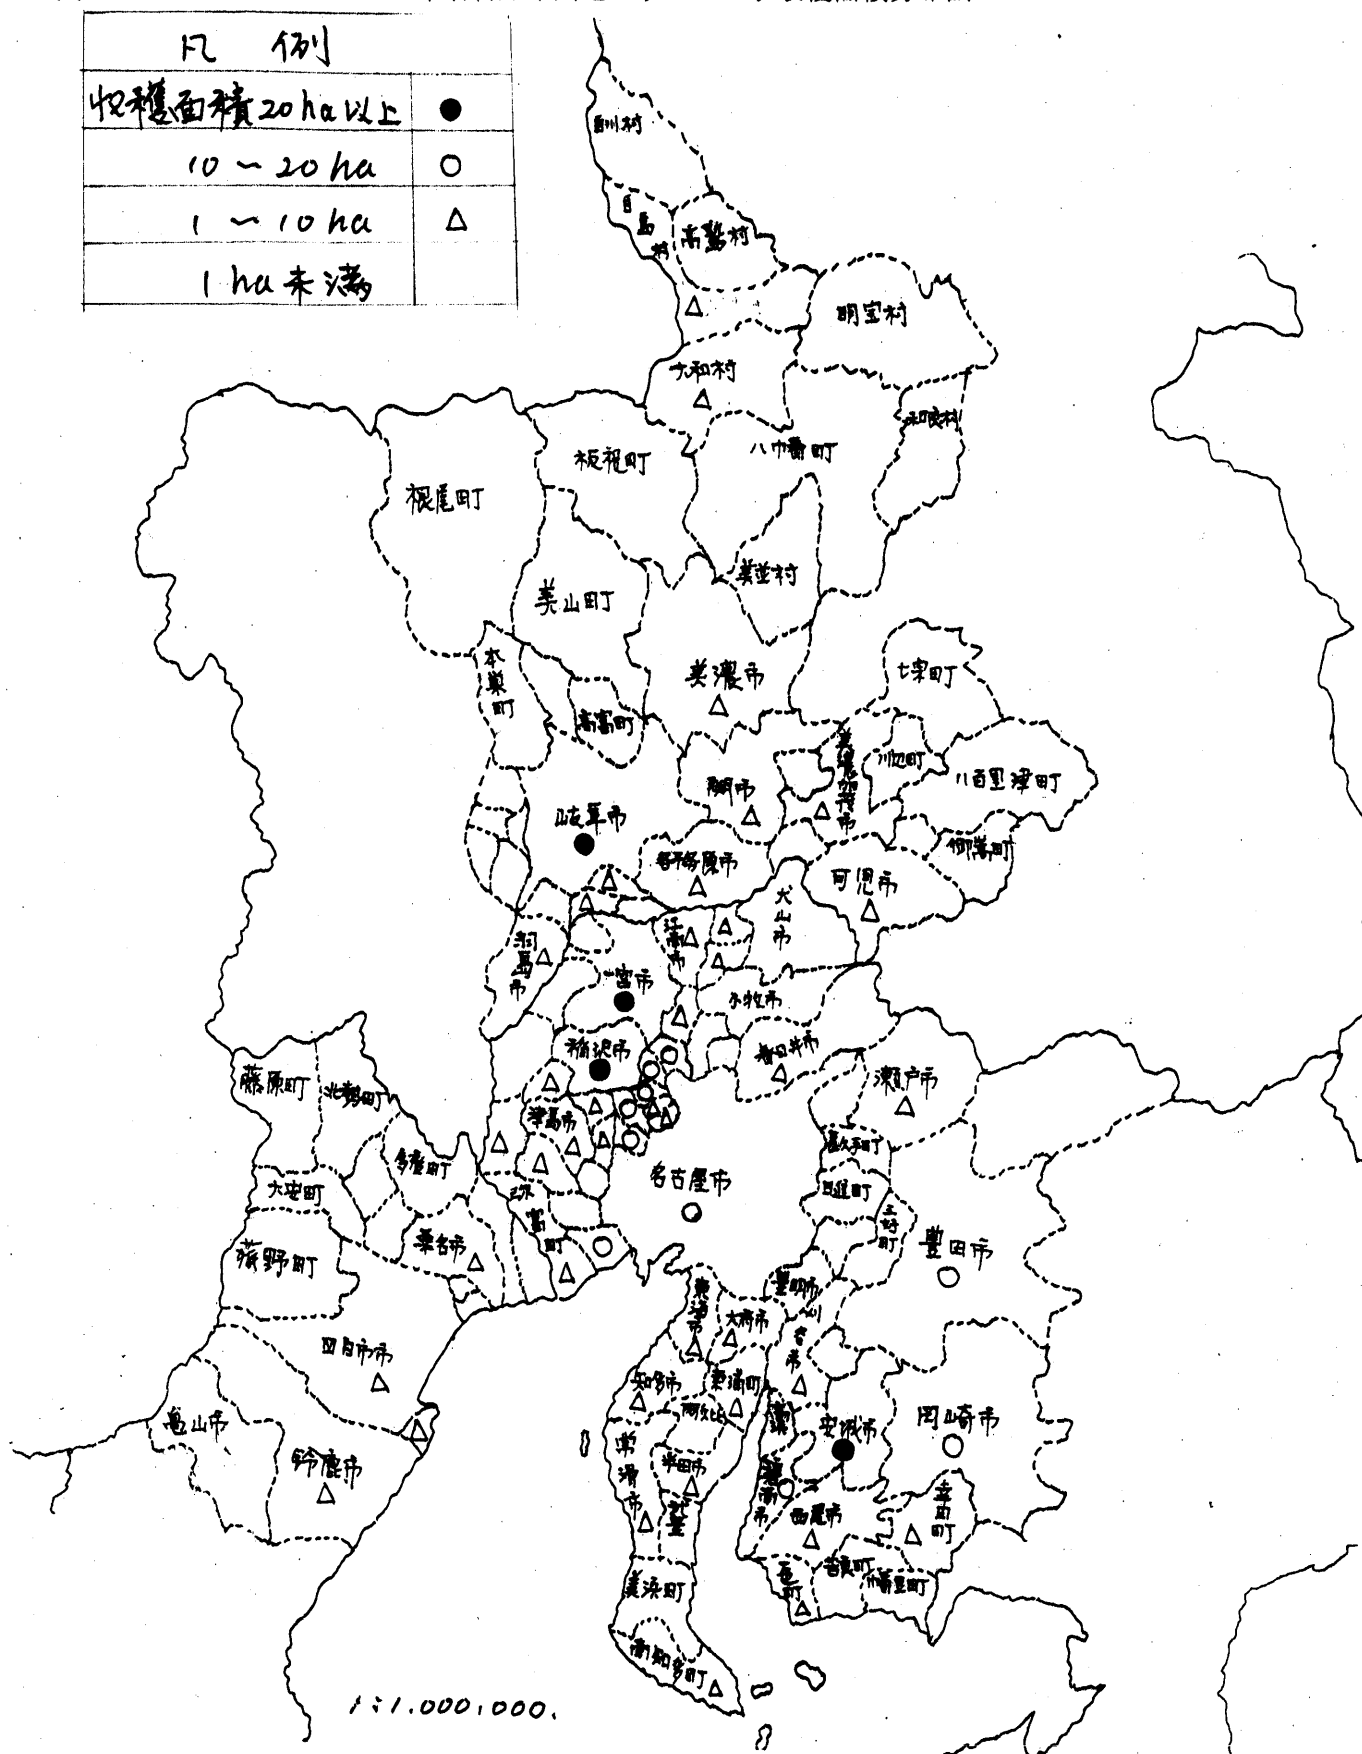 凡例
収穫面積20ha以上
10～20ha
1～10ha
1ha未満
白川村
高鷲村
明宝村
大和村
和良村
八幡町
板取町
根尾町
美並村
美山町
本巣町
美濃市
七宗町
高富町
関市
美濃加茂市
川辺町
八百津町
岐阜市
各務原市
御嵩町
可児市
犬山市
江南市
羽島市
一宮市
小牧市
稲沢市
春日井市
瀬戸市
藤原町
北勢町
津島市
多度町
長久手町
日進町
名古屋市
大安町
弥富町
三好町
豊田市
菰野町
桑名市
豊明市
東海市
大府市
四日市市
知多市
東浦町
阿久比
安城市
岡崎市
亀山市
鈴鹿市
常滑市
半田市
碧南市
西尾市
幸田町
吉良町
幡豆町
美浜町
南知多町
1:1.000.000.